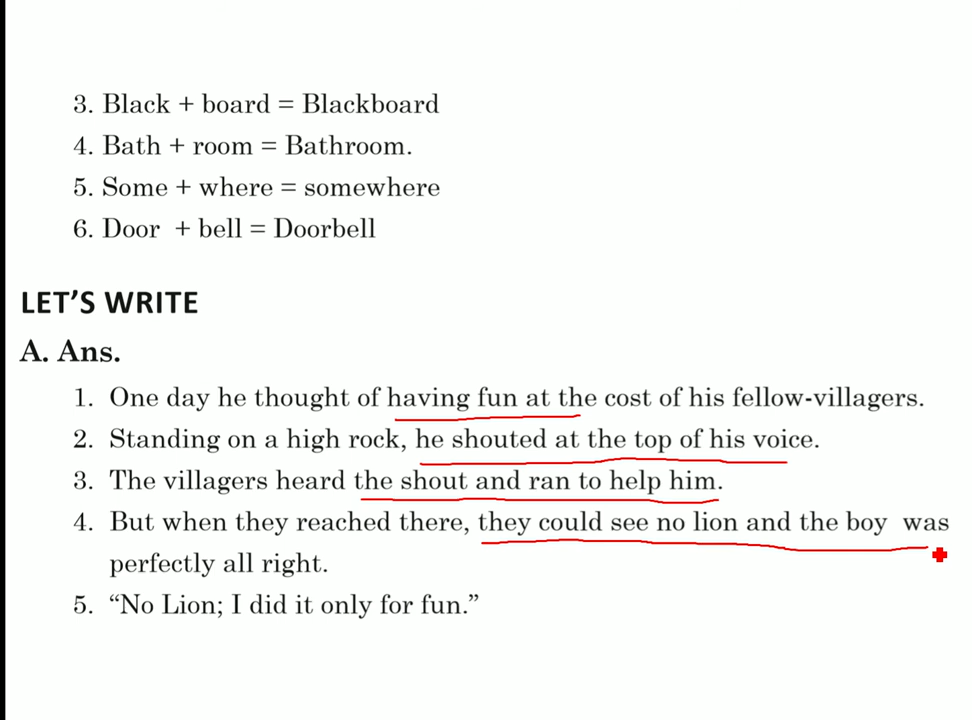 3. Black + board = Blackboard
4. Bath + room = Bathroom.
5. Some + where = somewhere
6. Door + bell = Doorbell
LET'S WRITE
A. Ans.
1. One day he thought of having fun at the cost of his fellow-villagers.
2. Standing on a high rock, he shouted at the top of his voice.
3. The villagers heard the shout and ran to help him.
4. But when they reached there, they could see no lion and the boy was
perfectly all right.
5. “No Lion; I did it only for fun.”